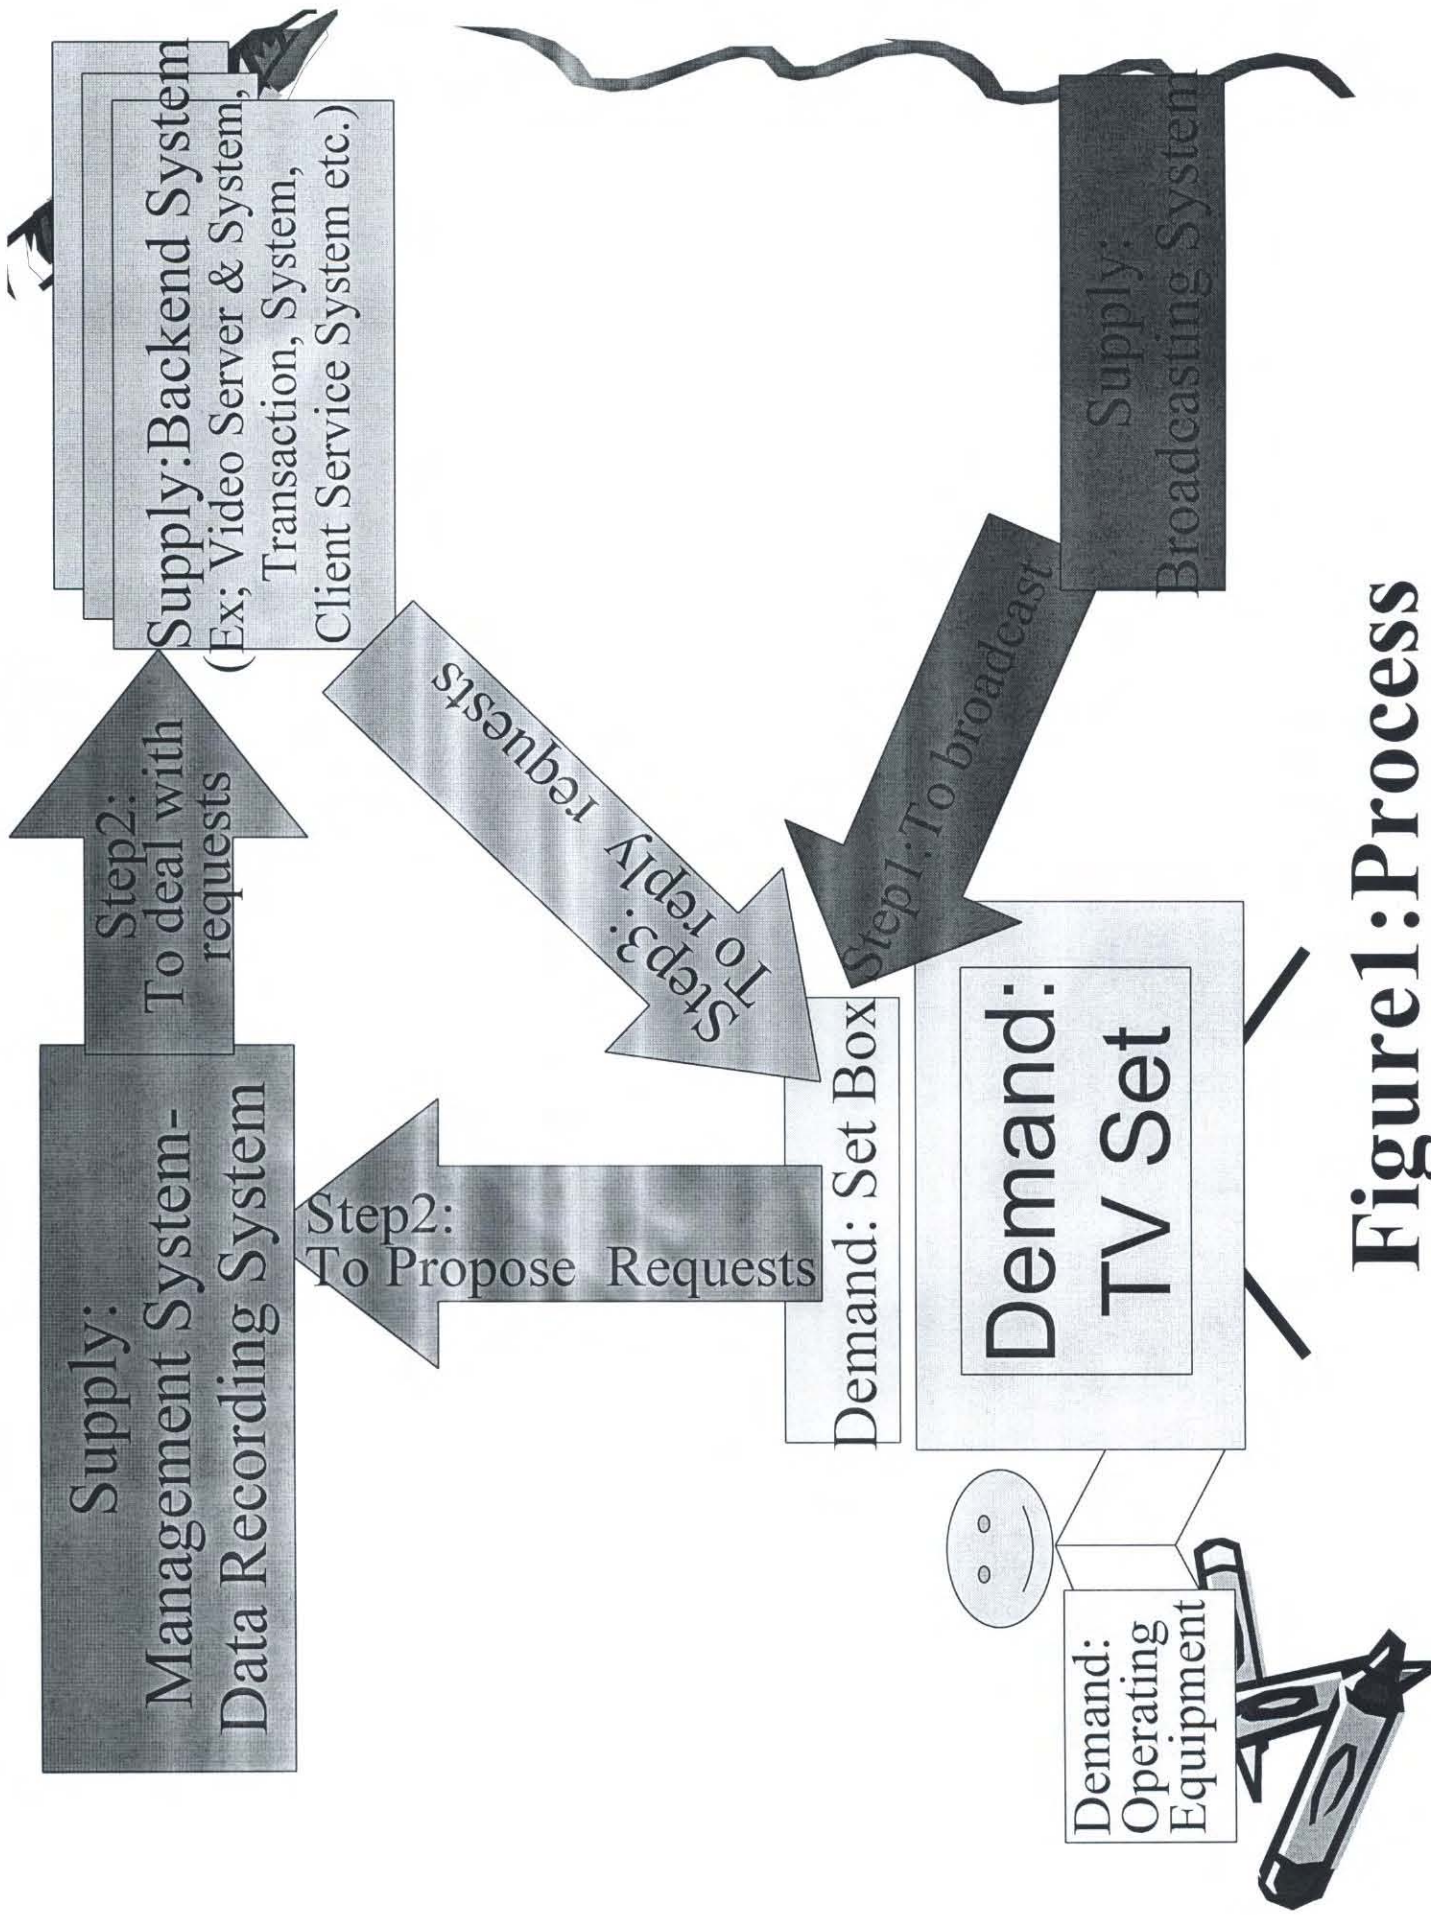 Supply:
Management System-
Data Recording System
Step2:
To deal with
requests
Supply:Backend System
(Ex; Video Server & System,
Transaction, System,
Client Service System etc.)
Step2:
To Propose Requests
Step3:
To reply requests
Demand: Set Box
Step1:To broadcast
Supply:
Broadcasting System
Demand:
TV Set
Demand:
Operating
Equipment
Figure1:Process